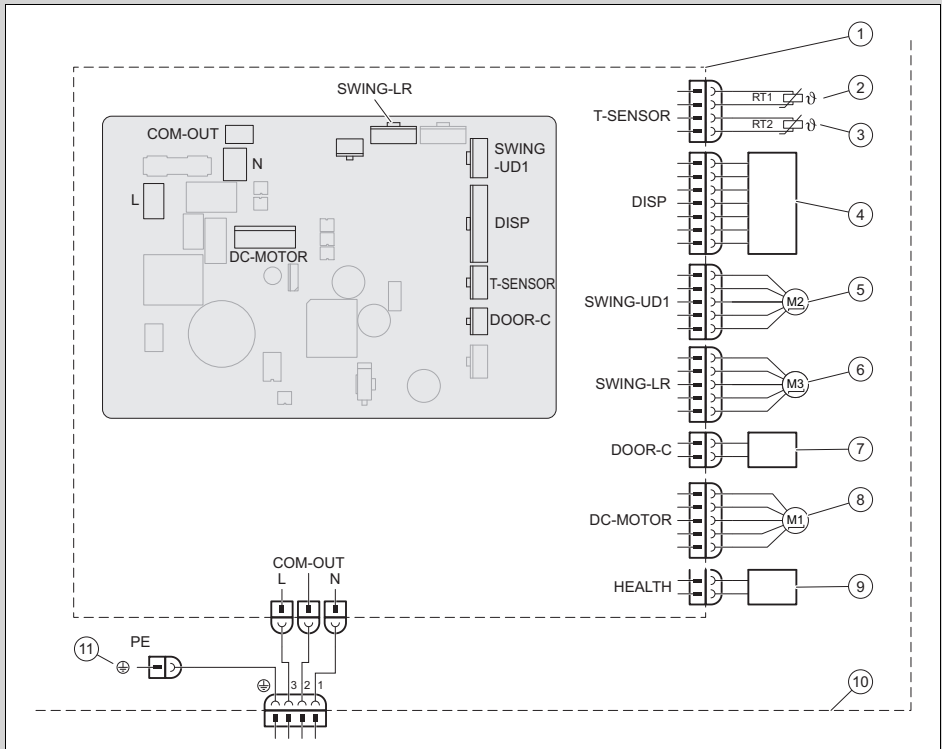 1
SWING-LR
RT1
ϑ
2
T-SENSOR
RT2
ϑ
3
COM-OUT
N
SWING
-UD1
L
DISP
DISP
4
DC-MOTOR
T-SENSOR
SWING-UD1
M2
5
DOOR-C
SWING-LR
M3
6
DOOR-C
7
DC-MOTOR
M1
8
COM-OUT
L
N
HEALTH
9
PE
11
3 2 1
10